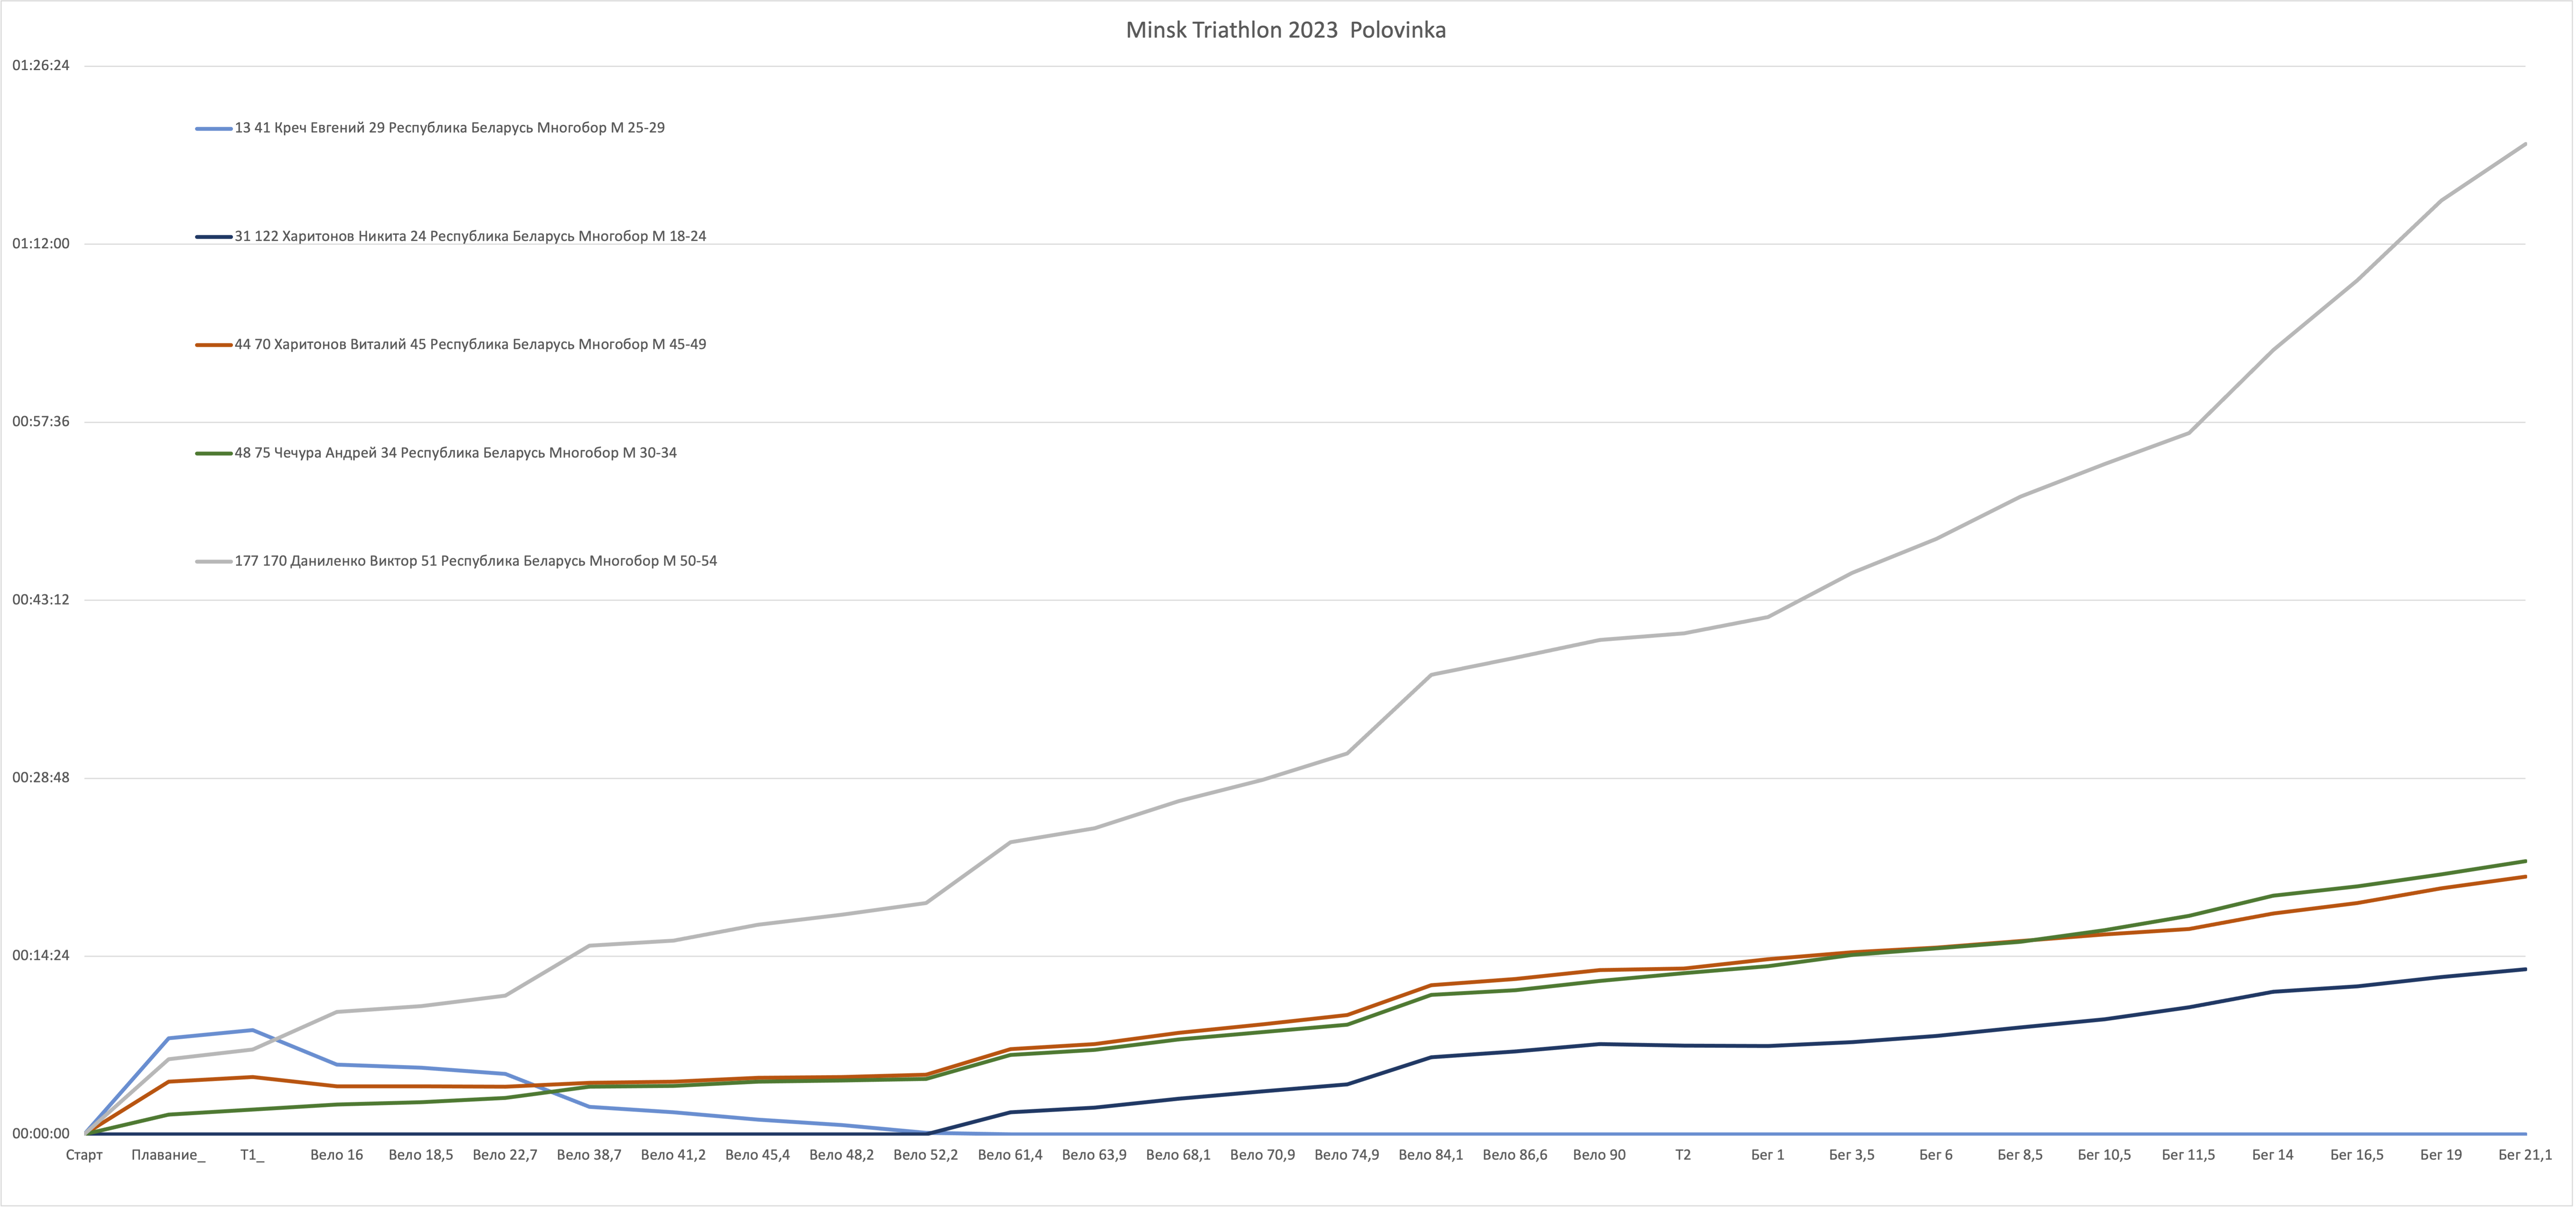 Minsk Triathlon 2023 Polovinka
01:26:24
13 41 Креч Евгений 29 Республика Беларусь Многобор М 25-29
31 122 Харитонов Никита 24 Республика Беларусь Многобор М 18-24
01:12:00
44 70 Харитонов Виталий 45 Республика Беларусь Многобор М 45-49
00:57:36
48 75 Чечура Андрей 34 Республика Беларусь Многобор М 30-34
177 170 Даниленко Виктор 51 Республика Беларусь Многобор М 50-54
00:43:12
00:28:48
00:14:24
00:00:00
Старт Плавание_ Т1_ Вело 16 Вело 18,5 Вело 22,7 Вело 38,7 Вело 41,2 Вело 45,4 Вело 48,2 Вело 52,2 Вело 61,4 Вело 63,9 Вело 68,1 Вело 70,9 Вело 74,9 Вело 84,1 Вело 86,6 Вело 90 Т2 Бег 1 Бег 3,5 Бег 6 Бег 8,5 Бег 10,5 Бег 11,5 Бег 14 Бег 16,5 Бег 19 Бег 21,1